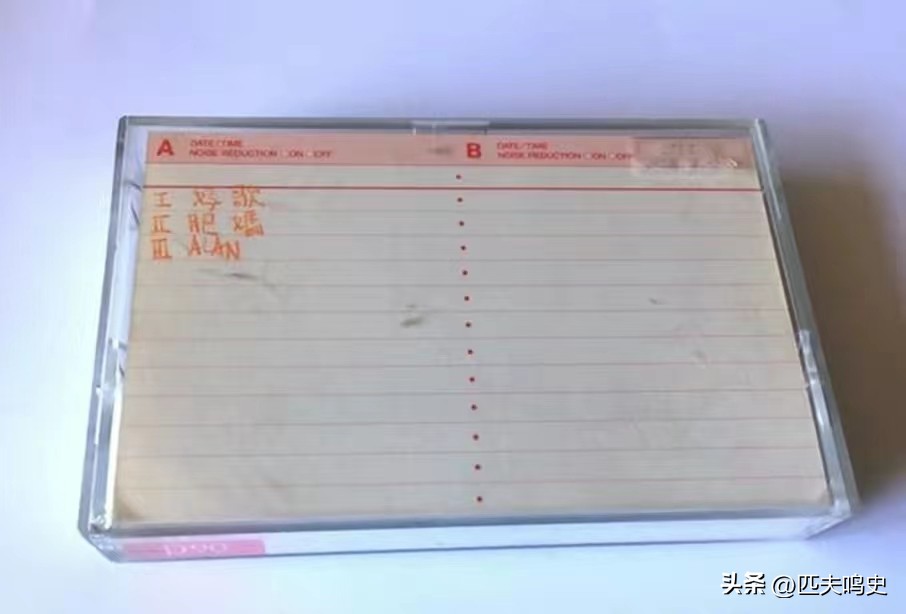 A DATE/TIME
NOISE REDUCTION □ON □OFF
B DATE/TIME
NOISE REDUCTION □ON □OFF
I 好歌
II 肥媽
III ALAN
头条 @匹夫鸣史